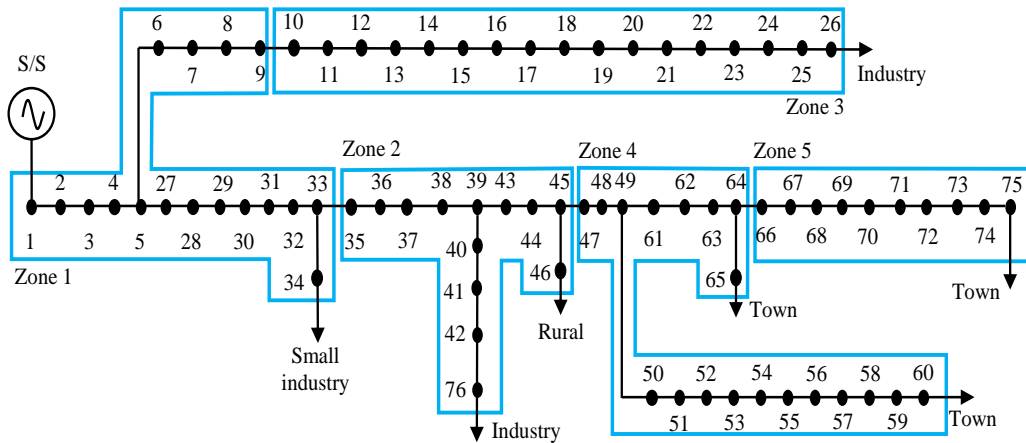 6 8 10 12 14 16 18 20 22 24 26
S/S
7 9 11 13 15 17 19 21 23 25 Industry
Zone 3
Zone 2 Zone 4 Zone 5
2 4 27 29 31 33 36 38 39 43 45 48 49 62 64 67 69 71 73 75
1 3 5 28 30 32 35 37 40 44 47 61 63 66 68 70 72 74
Zone 1 34 41 46 65
Town Town
Rural
Small 42
industry
50 52 54 56 58 60
76
51 53 55 57 59 Town
Industry